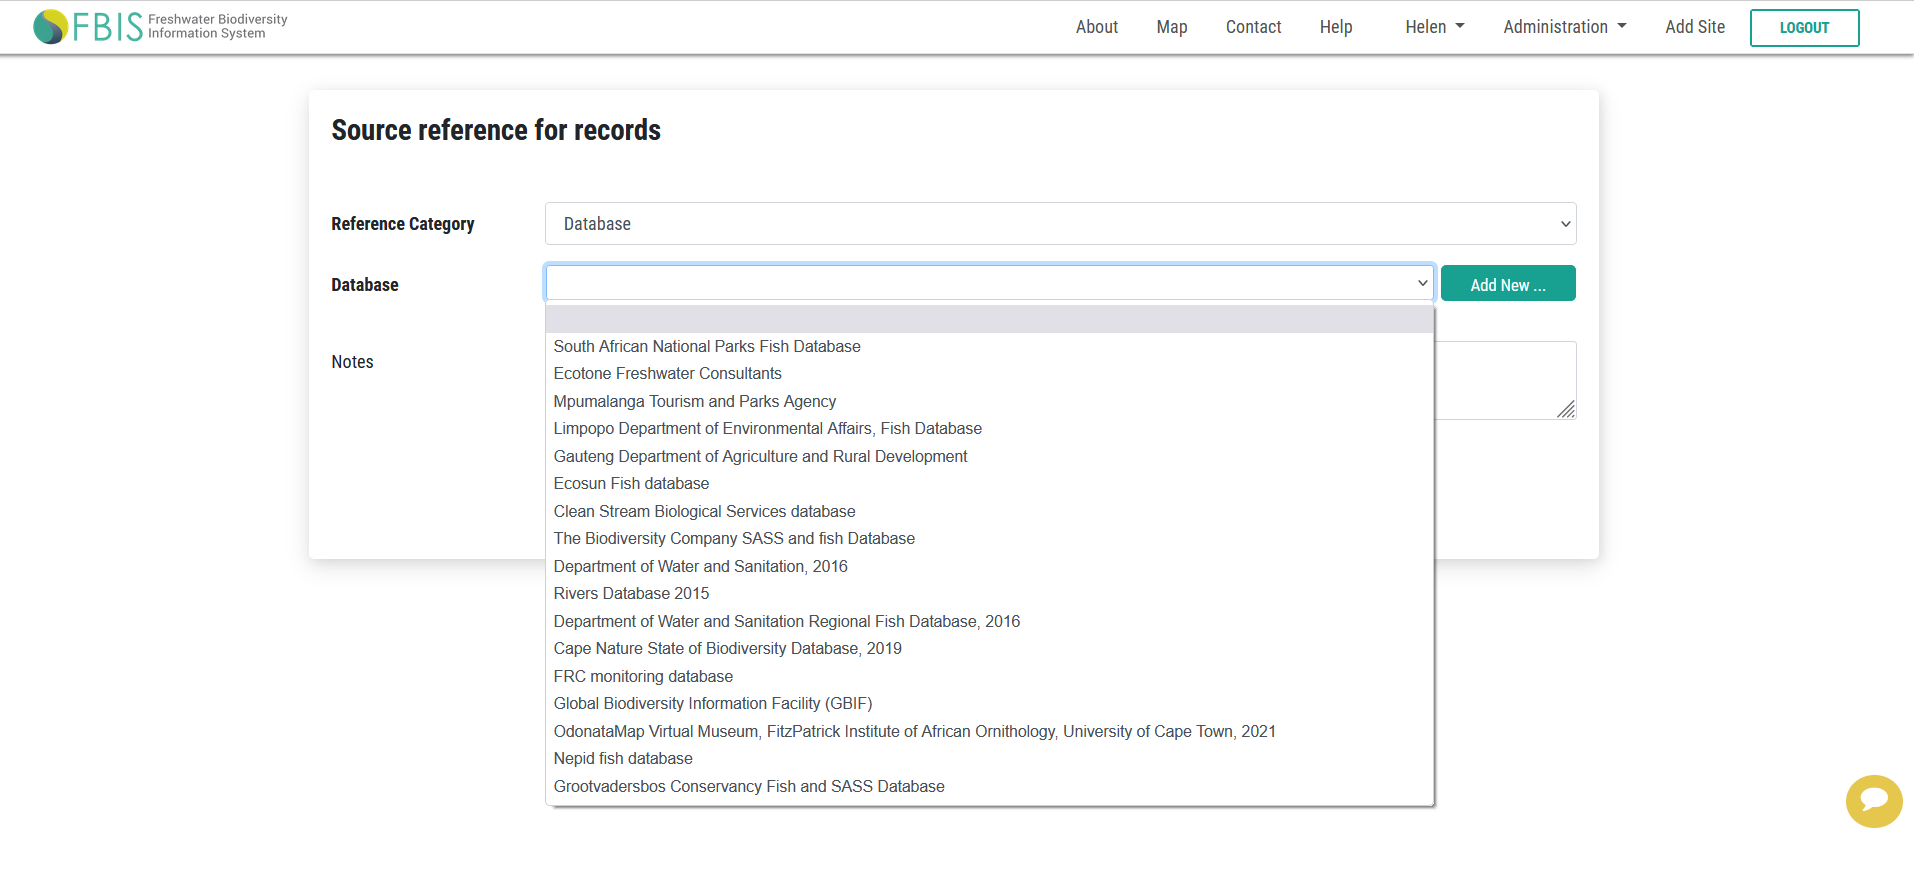 FBIS Freshwater Biodiversity
Information System
About Map Contact Help Helen Administration Add Site LOGOUT
Source reference for records
Reference Category Database
Database Add New ...
South African National Parks Fish Database
Notes
Ecotone Freshwater Consultants
Mpumalanga Tourism and Parks Agency
Limpopo Department of Environmental Affairs, Fish Database
Gauteng Department of Agriculture and Rural Development
Ecosun Fish database
Clean Stream Biological Services database
The Biodiversity Company SASS and fish Database
Department of Water and Sanitation, 2016
Rivers Database 2015
Department of Water and Sanitation Regional Fish Database, 2016
Cape Nature State of Biodiversity Database, 2019
FRC monitoring database
Global Biodiversity Information Facility (GBIF)
OdonataMap Virtual Museum, FitzPatrick Institute of African Ornithology, University of Cape Town, 2021
Nepid fish database
Grootvadersbos Conservancy Fish and SASS Database